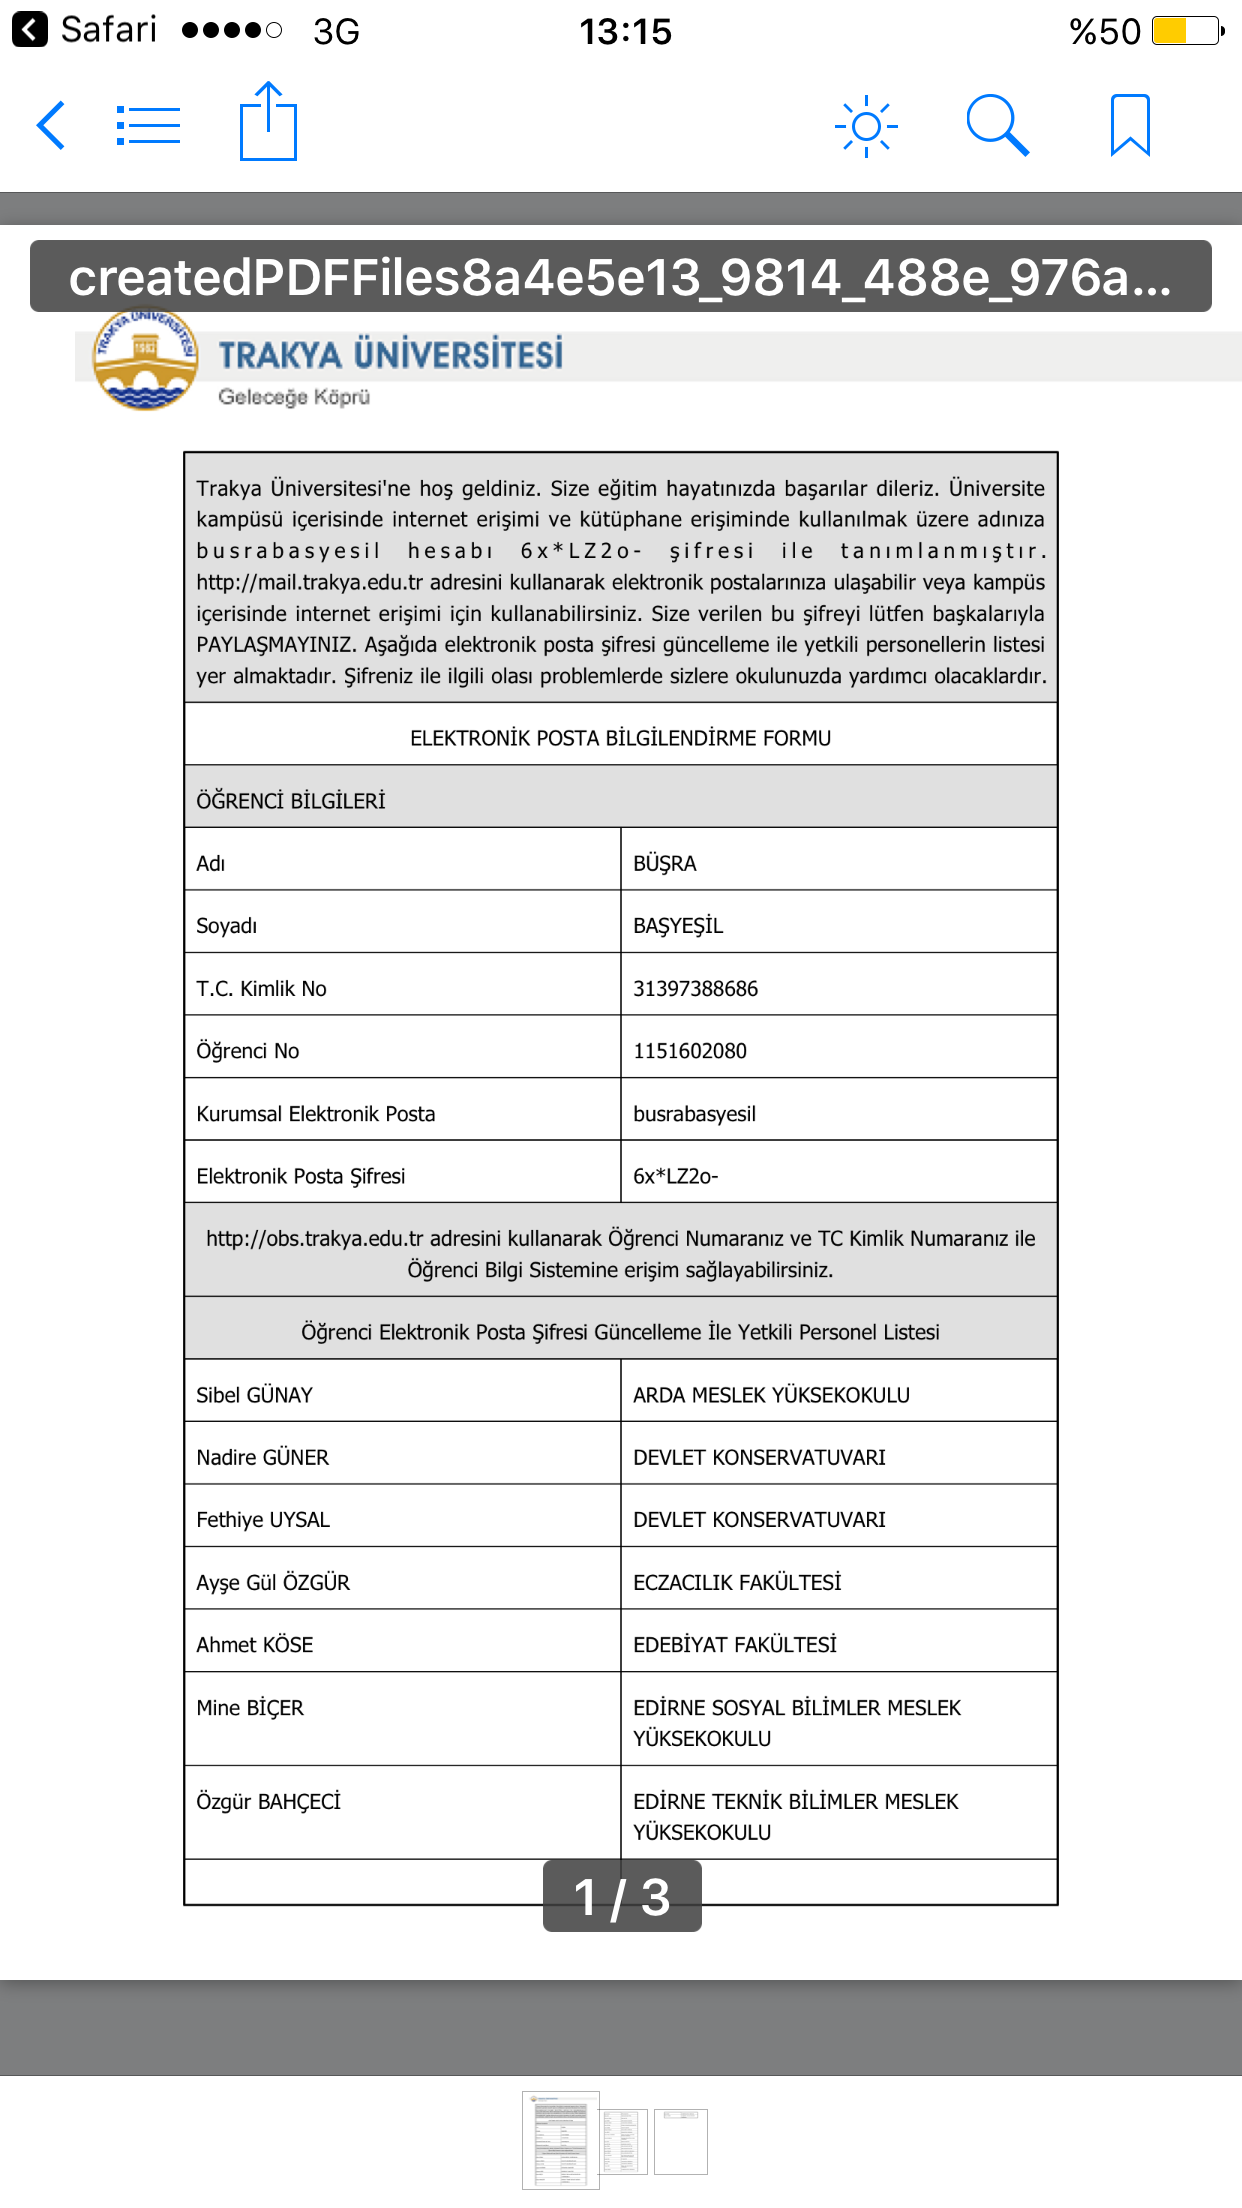 Safari 3G 13:15 %50
createdPDFFiles8a4e5e13_9814_488e_976a...
TRAKYA ÜNİVERSİTESİ
1982
TRAKYA ÜNİVERSİTESİ
Geleceğe Köprü
Trakya Üniversitesi'ne hoş geldiniz. Size eğitim hayatınızda başarılar dileriz. Üniversite
kampüsü içerisinde internet erişimi ve kütüphane erişiminde kullanılmak üzere adınıza
busrabasyesil hesabı 6x*LZ2o- şifresi ile tanımlanmıştır.
http://mail.trakya.edu.tr adresini kullanarak elektronik postalarınıza ulaşabilir veya kampüs
içerisinde internet erişimi için kullanabilirsiniz. Size verilen bu şifreyi lütfen başkalarıyla
PAYLAŞMAYINIZ. Aşağıda elektronik posta şifresi güncelleme ile yetkili personellerin listesi
yer almaktadır. Şifreniz ile ilgili olası problemlerde sizlere okulunuzda yardımcı olacaklardır.
ELEKTRONİK POSTA BİLGİLENDİRME FORMU
ÖĞRENCİ BİLGİLERİ
Adı BÜŞRA
Soyadı BAŞYEŞİL
T.C. Kimlik No 31397388686
Öğrenci No 1151602080
Kurumsal Elektronik Posta busrabasyesil
Elektronik Posta Şifresi 6x*LZ2o-
http://obs.trakya.edu.tr adresini kullanarak Öğrenci Numaranız ve TC Kimlik Numaranız ile
Öğrenci Bilgi Sistemine erişim sağlayabilirsiniz.
Öğrenci Elektronik Posta Şifresi Güncelleme İle Yetkili Personel Listesi
Sibel GÜNAY ARDA MESLEK YÜKSEKOKULU
Nadire GÜNER DEVLET KONSERVATUVARI
Fethiye UYSAL DEVLET KONSERVATUVARI
Ayşe Gül ÖZGÜR ECZACILIK FAKÜLTESİ
Ahmet KÖSE EDEBİYAT FAKÜLTESİ
Mine BİÇER EDİRNE SOSYAL BİLİMLER MESLEK
YÜKSEKOKULU
Özgür BAHÇECİ EDİRNE TEKNİK BİLİMLER MESLEK
YÜKSEKOKULU
1 / 3